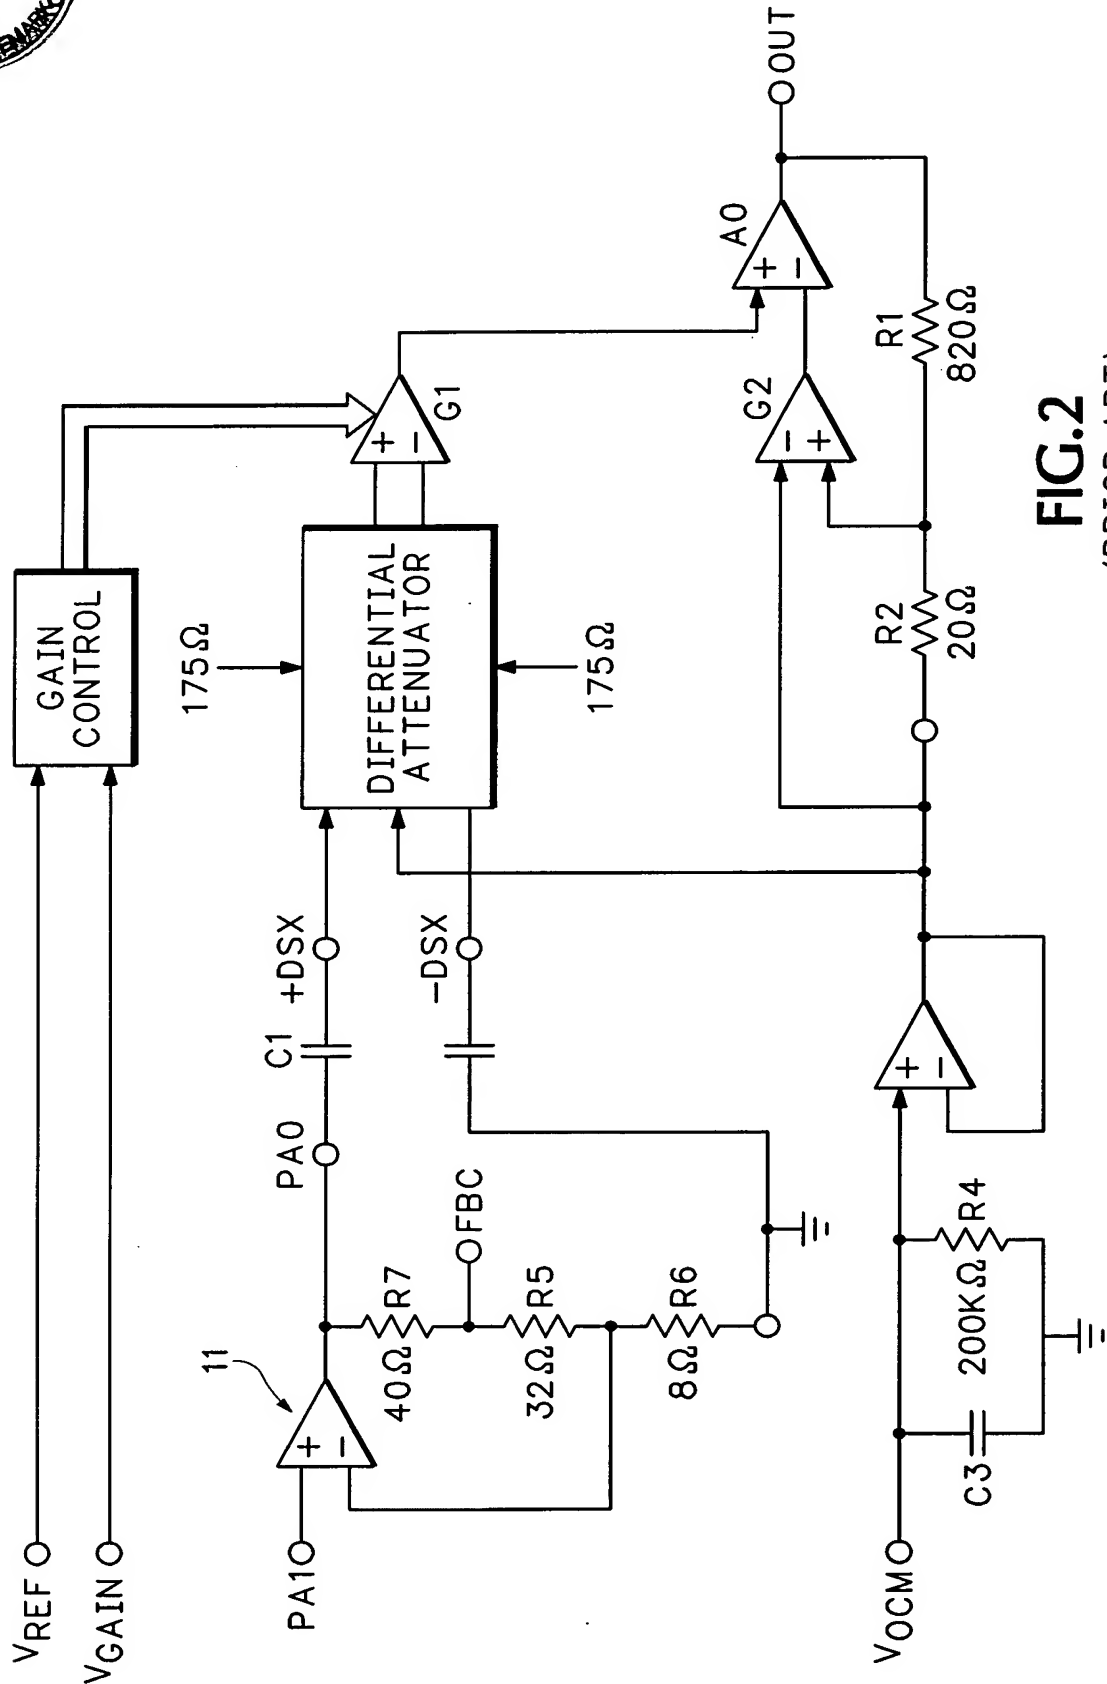 VREF
VGAIN
GAIN
CONTROL
175Ω
DIFFERENTIAL
ATTENUATOR
175Ω
+
−
G1
11
+
−
PA1
PA0
C1
+DSX
−DSX
40Ω
R7
FBC
32Ω
R5
8Ω
R6
−
+
G2
+
−
A0
OUT
VOCM
C3
200KΩ
R4
+
−
R2
20Ω
R1
820Ω
FIG.2